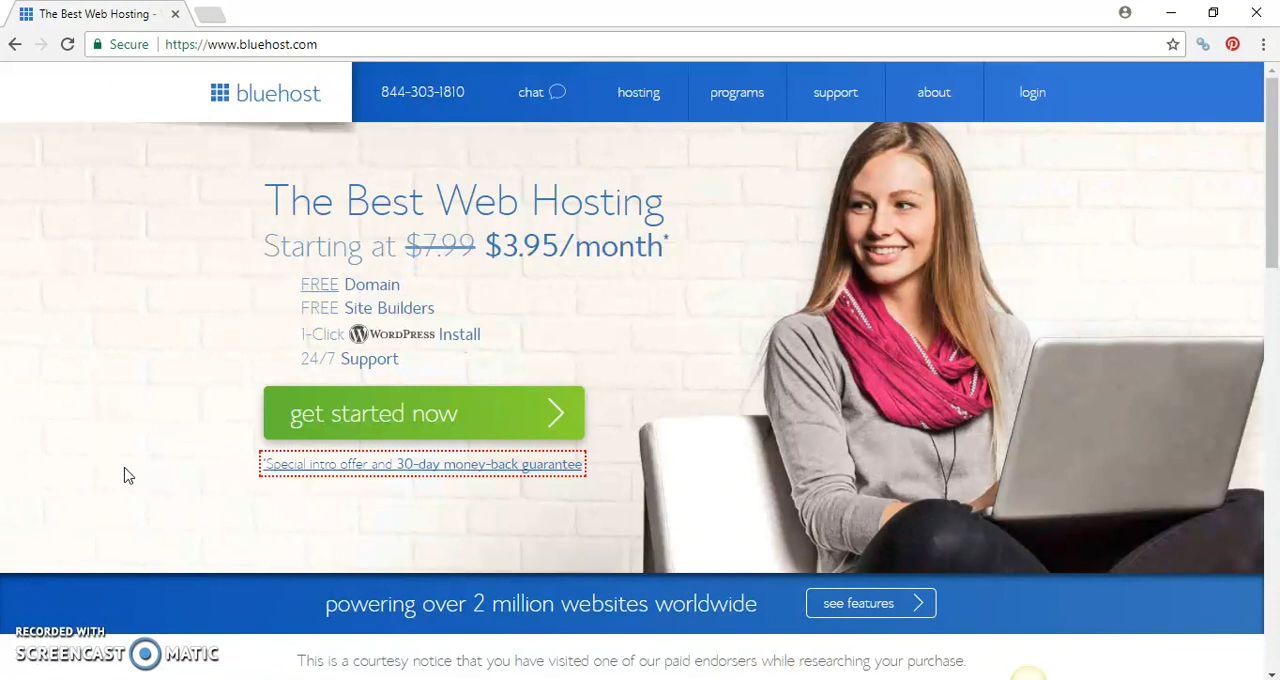 The Best Web Hosting -
Secure https://www.bluehost.com
bluehost
844-303-1810 chat hosting programs support about login
The Best Web Hosting
Starting at $7.99 $3.95/month*
FREE Domain
FREE Site Builders
1-Click WORDPRESS Install
24/7 Support
get started now
*Special intro offer and 30-day money-back guarantee
powering over 2 million websites worldwide see features
RECORDED WITH
SCREENCAST MATIC
This is a courtesy notice that you have visited one of our paid endorsers while researching your purchase.